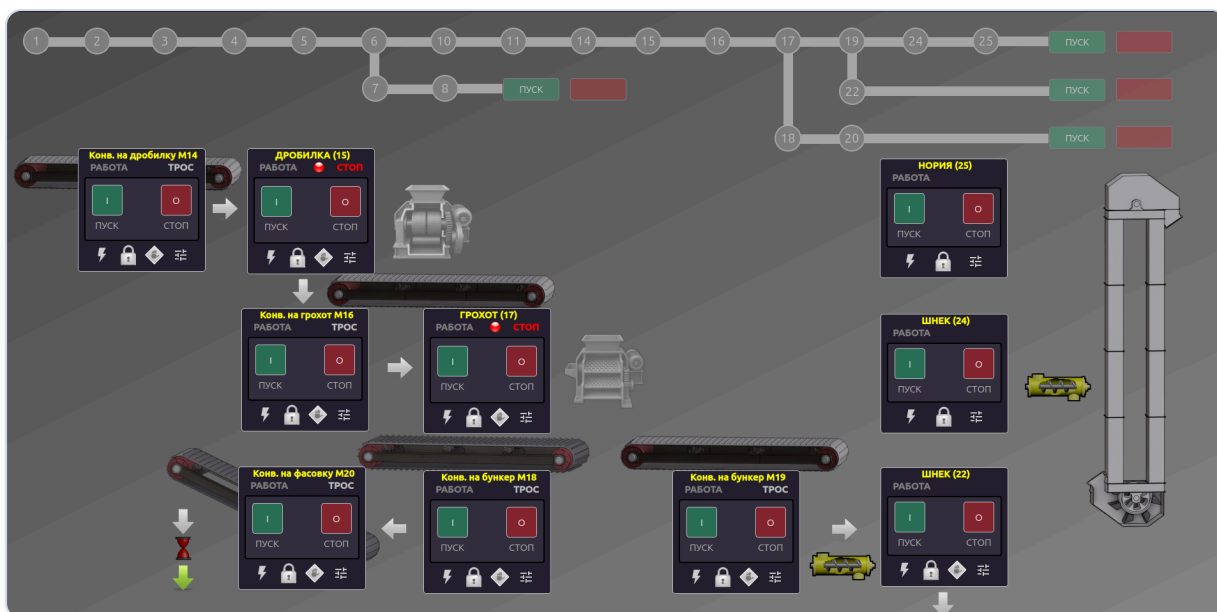 1 2 3 4 5 6 10 11 14 15 16 17 19 24 25 ПУСК
7 8 ПУСК 22 ПУСК
18 20 ПУСК
Конв. на дробилку М14
РАБОТА ТРОС
I O
ПУСК СТОП
ДРОБИЛКА (15)
РАБОТА СТОП
I O
ПУСК СТОП
НОРИЯ (25)
РАБОТА
I O
ПУСК СТОП
Конв. на грохот М16
РАБОТА ТРОС
I O
ПУСК СТОП
ГРОХОТ (17)
РАБОТА СТОП
I O
ПУСК СТОП
ШНЕК (24)
РАБОТА
I O
ПУСК СТОП
Конв. на фасовку М20
РАБОТА ТРОС
I O
ПУСК СТОП
Конв. на бункер М18
РАБОТА ТРОС
I O
ПУСК СТОП
Конв. на бункер М19
РАБОТА ТРОС
I O
ПУСК СТОП
ШНЕК (22)
РАБОТА
I O
ПУСК СТОП